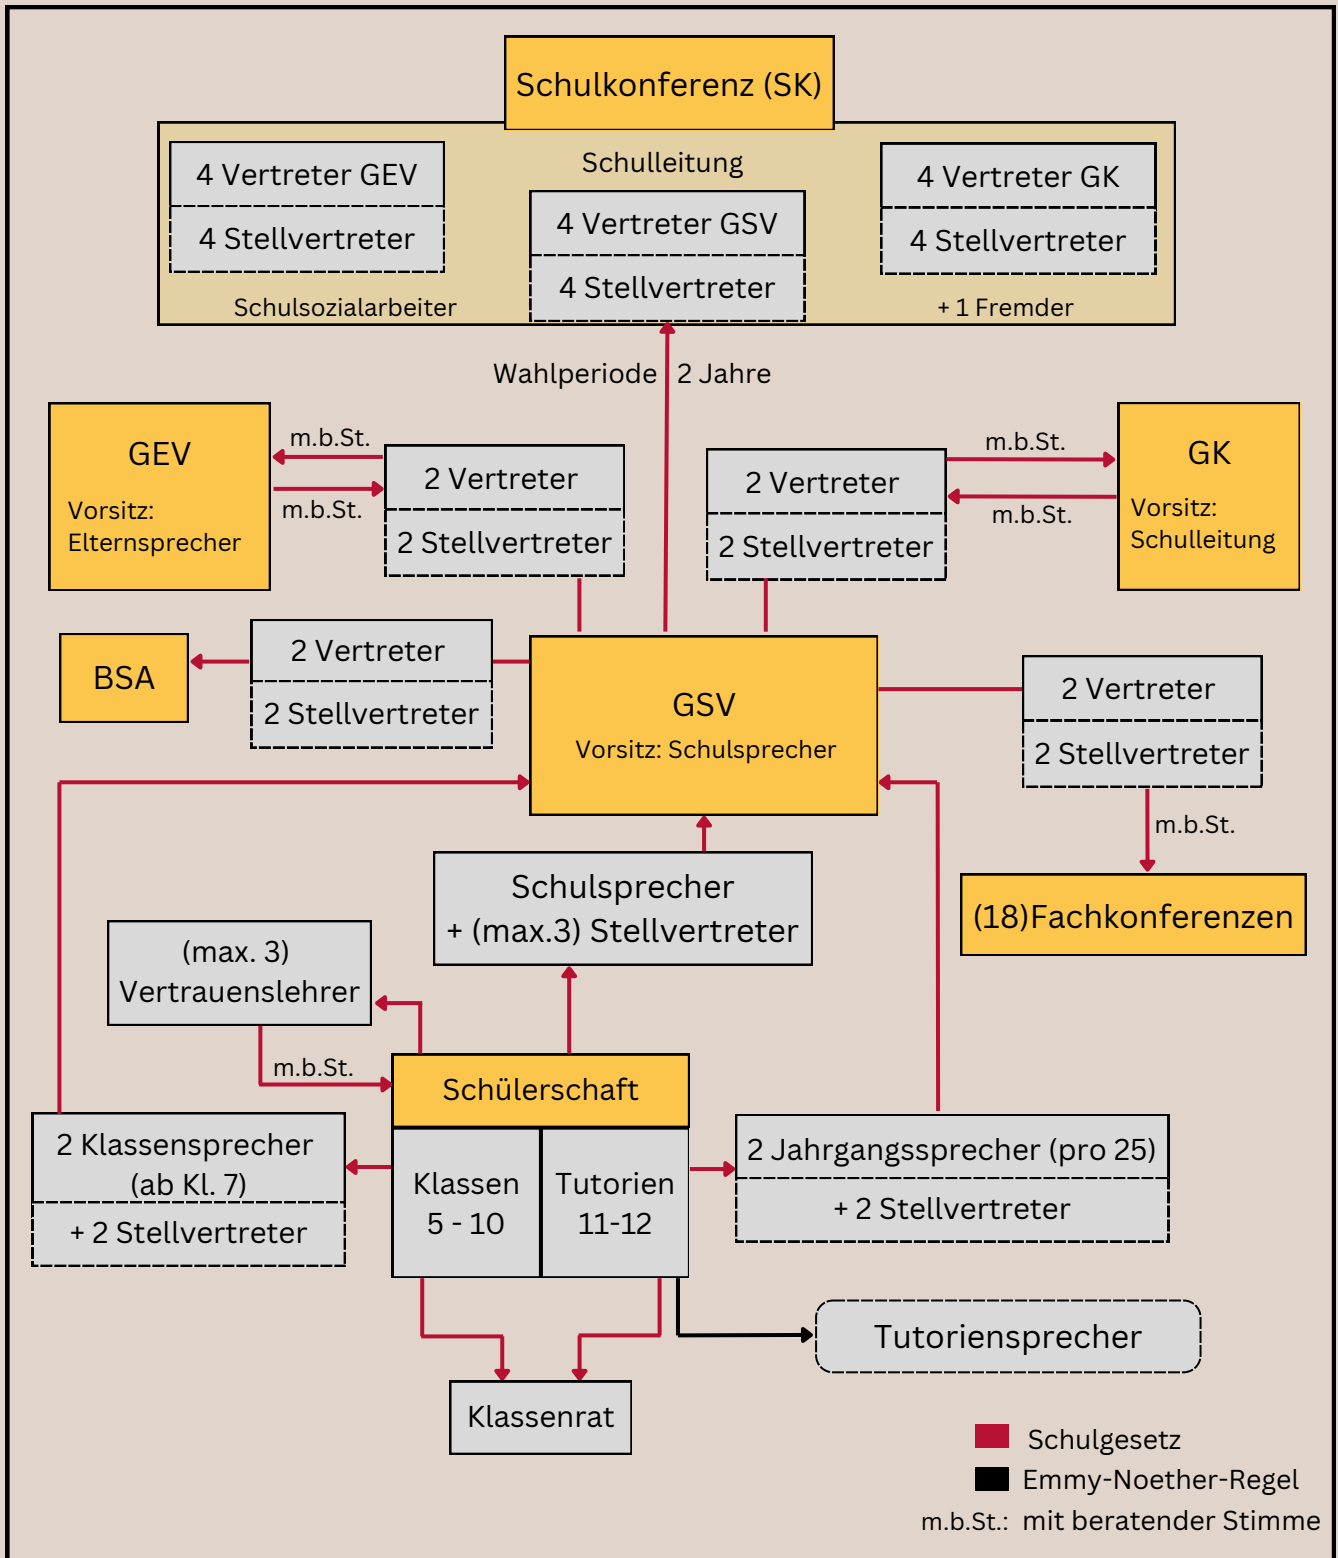 Schulkonferenz (SK)
4 Vertreter GEV
4 Stellvertreter
Schulsozialarbeiter
Schulleitung
4 Vertreter GSV
4 Stellvertreter
4 Vertreter GK
4 Stellvertreter
+ 1 Fremder
Wahlperiode 2 Jahre
GEV
Vorsitz:
Elternsprecher
m.b.St.
m.b.St.
2 Vertreter
2 Stellvertreter
2 Vertreter
2 Stellvertreter
m.b.St.
m.b.St.
GK
Vorsitz:
Schulleitung
BSA
2 Vertreter
2 Stellvertreter
GSV
Vorsitz: Schulsprecher
2 Vertreter
2 Stellvertreter
m.b.St.
(18)Fachkonferenzen
Schulsprecher
+ (max.3) Stellvertreter
(max. 3)
Vertrauenslehrer
m.b.St.
Schülerschaft
Klassen
5 - 10
Tutorien
11-12
2 Klassensprecher
(ab Kl. 7)
+ 2 Stellvertreter
2 Jahrgangssprecher (pro 25)
+ 2 Stellvertreter
Tutoriensprecher
Klassenrat
Schulgesetz
Emmy-Noether-Regel
m.b.St.: mit beratender Stimme